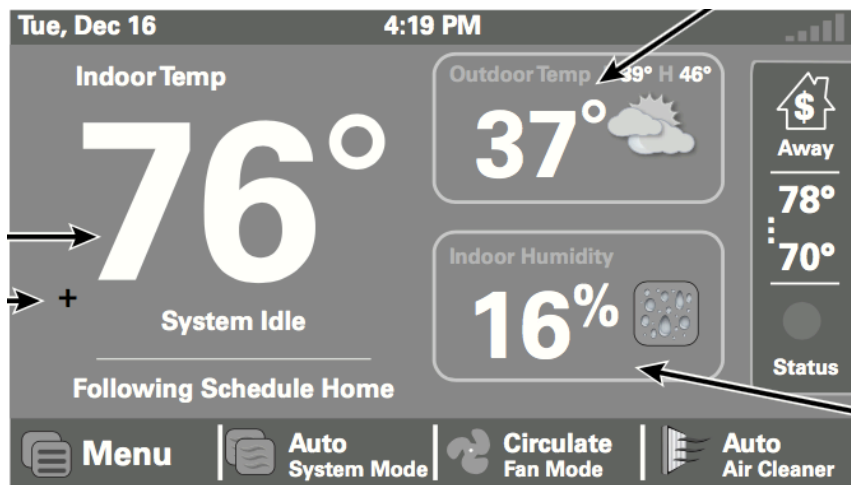 Tue, Dec 16 4:19 PM
Indoor Temp
76°
+
System Idle
Following Schedule Home
Outdoor Temp 39° H 46°
37°
Indoor Humidity
16%
$
Away
78°
70°
Status
Menu
Auto
System Mode
Circulate
Fan Mode
Auto
Air Cleaner